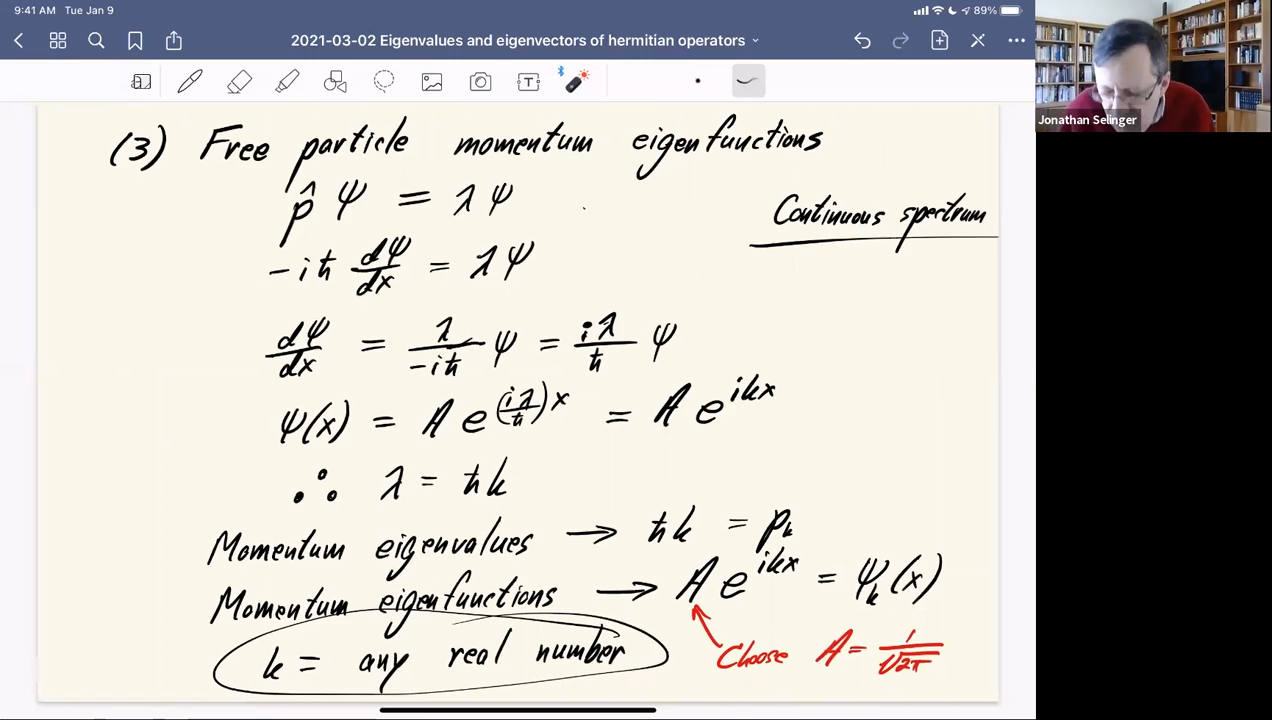 9:41 AM Tue Jan 9
89%
2021-03-02 Eigenvalues and eigenvectors of hermitian operators
T
Jonathan Selinger
(3) Free particle momentum eigenfunctions
p̂ ψ = λ ψ
Continuous spectrum
-iħ dψ/dx = λ ψ
dψ/dx = λ/(-iħ) ψ = iλ/ħ ψ
ψ(x) = A e^(iλ/ħ)x = A e^ikx
∴ λ = ħk
Momentum eigenvalues → ħk = p_k
Momentum eigenfunctions → A e^ikx = ψ_k(x)
k = any real number
Choose A = 1/√2π